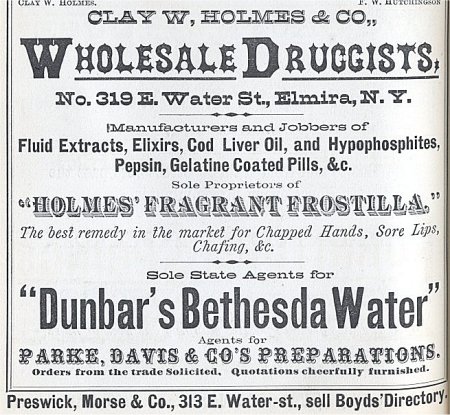 CLAY W. HOLMES. F. W. HUTCHINGSON
CLAY W. HOLMES & CO.,
WHOLESALE DRUGGISTS,
No. 319 E. Water St., Elmira, N. Y.
Manufacturers and Jobbers of
Fluid Extracts, Elixirs, Cod Liver Oil, and Hypophosphites,
Pepsin, Gelatine Coated Pills, &c.
Sole Proprietors of
"HOLMES' FRAGRANT FROSTILLA."
The best remedy in the market for Chapped Hands, Sore Lips,
Chafing, &c.
Sole State Agents for
"Dunbar's Bethesda Water"
Agents for
PARKE, DAVIS & CO'S PREPARATIONS.
Orders from the trade Solicited, Quotations cheerfully furnished.
Preswick, Morse & Co., 313 E. Water-st., sell Boyds' Directory